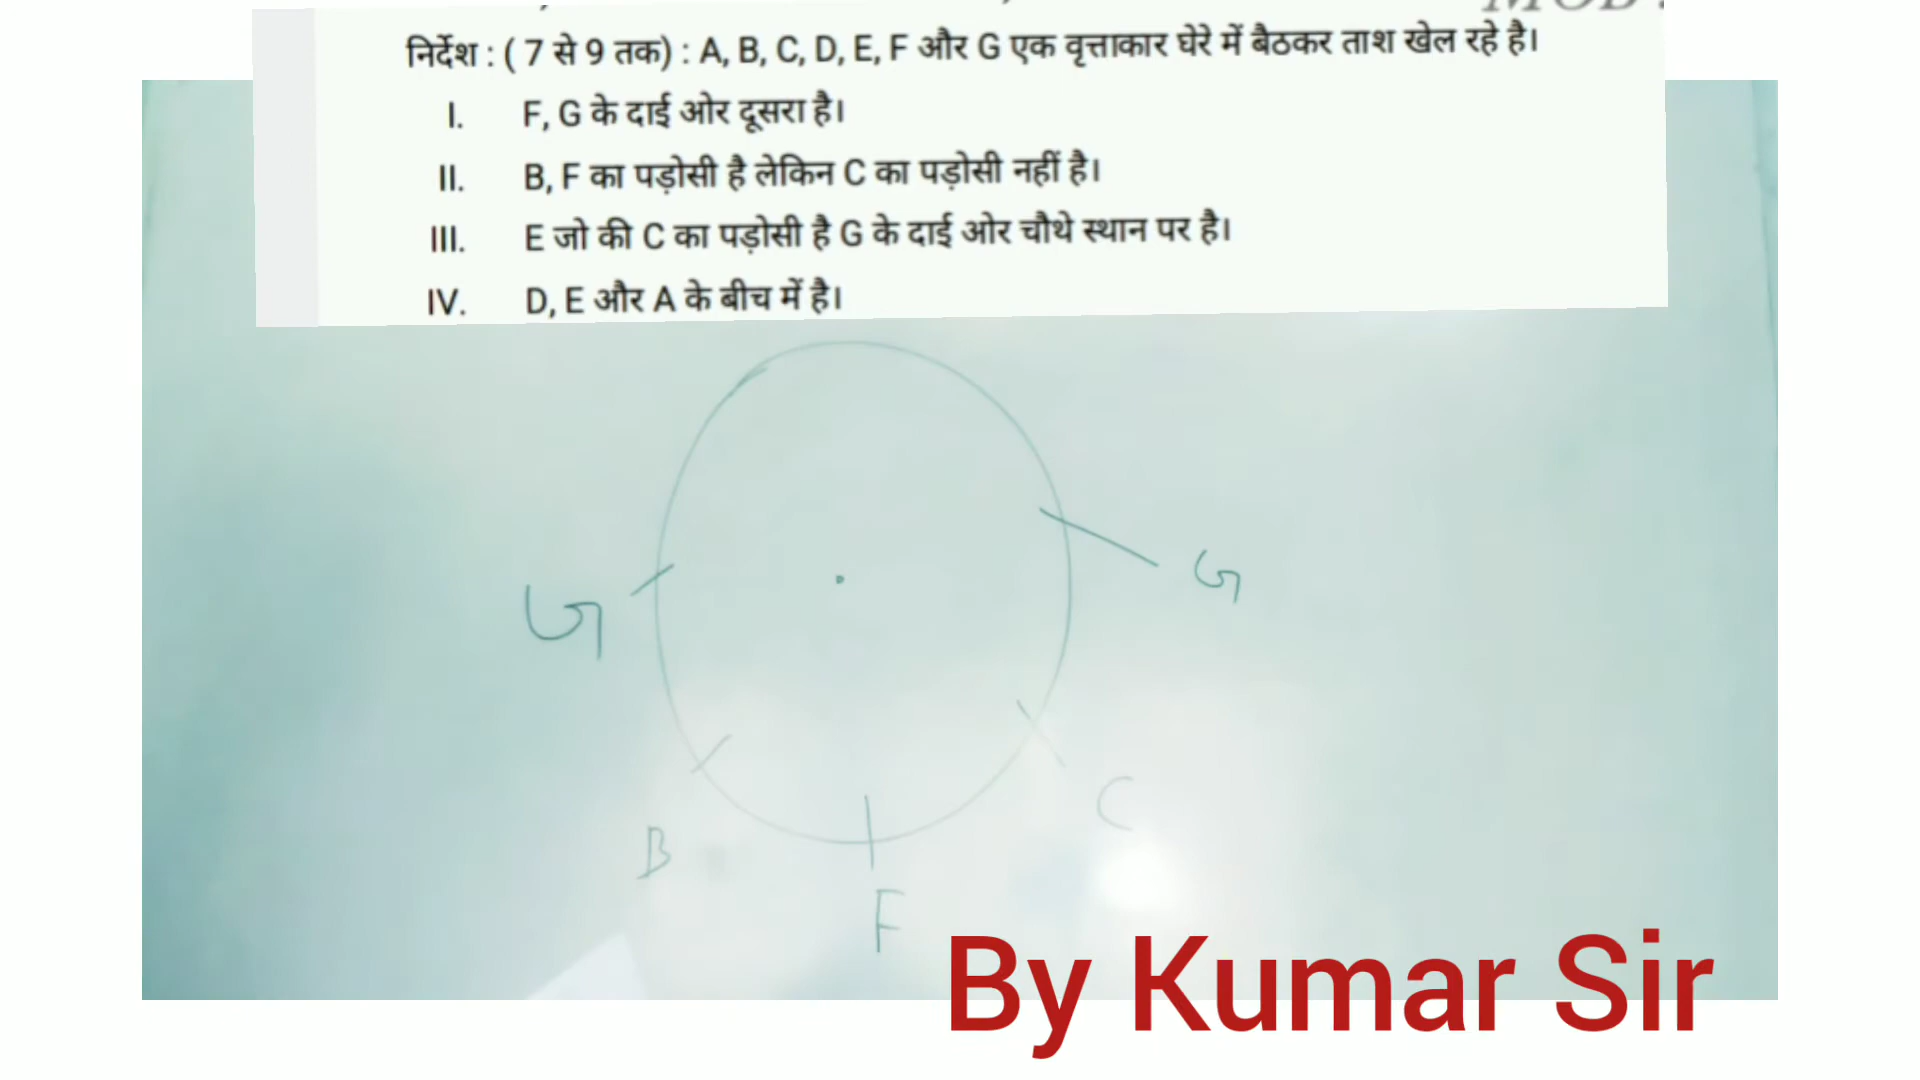 निर्देश : ( 7 से 9 तक) : A, B, C, D, E, F और G एक वृत्ताकार घेरे में बैठकर ताश खेल रहे है।
I. F, G के दाई ओर दूसरा है।
II. B, F का पड़ोसी है लेकिन C का पड़ोसी नहीं है।
III. E जो की C का पड़ोसी है G के दाई ओर चौथे स्थान पर है।
IV. D, E और A के बीच में है।
G
G
B
C
F
By Kumar Sir